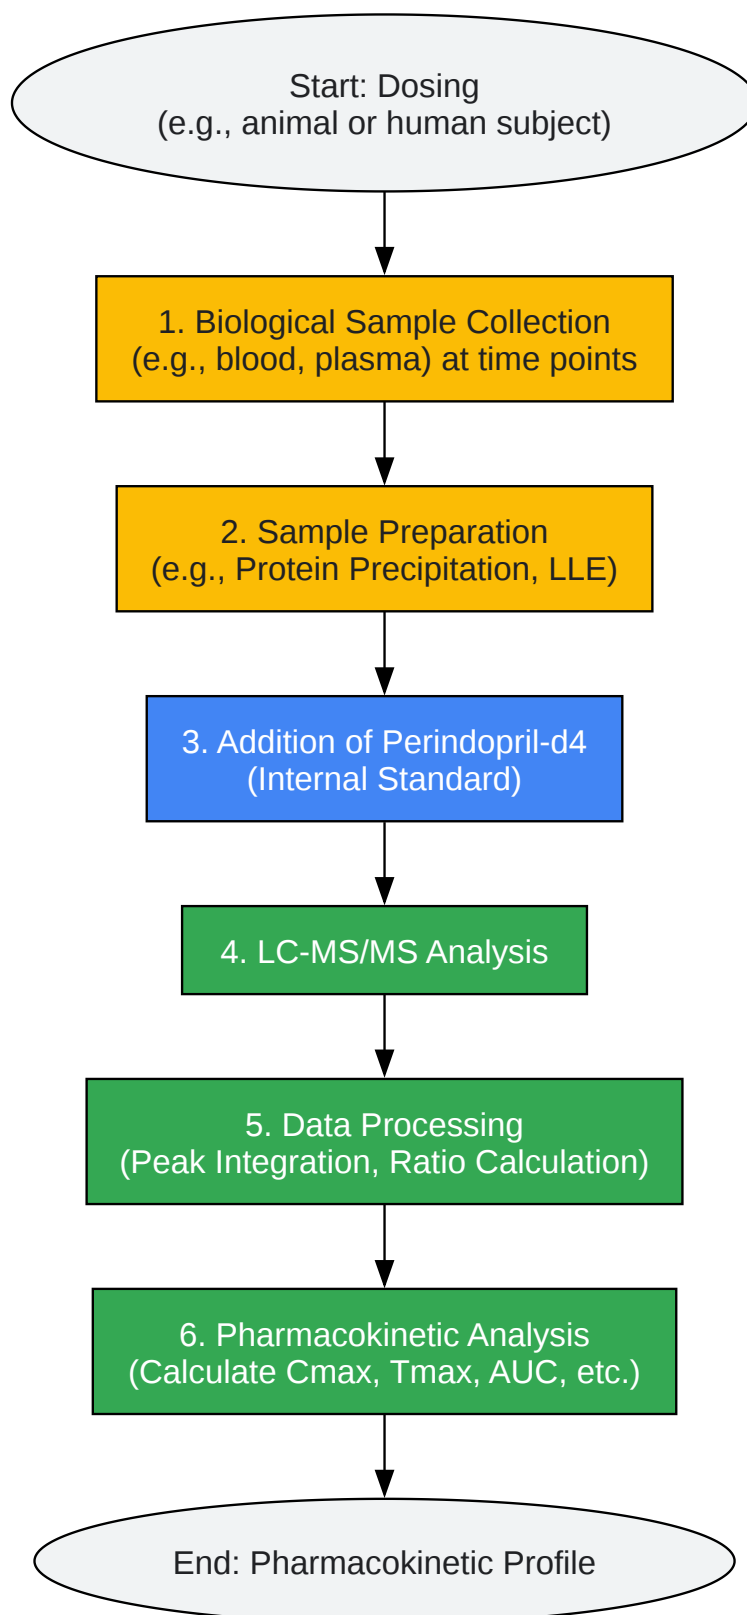 Start: Dosing
(e.g., animal or human subject)
1. Biological Sample Collection
(e.g., blood, plasma) at time points
2. Sample Preparation
(e.g., Protein Precipitation, LLE)
3. Addition of Perindopril-d4
(Internal Standard)
4. LC-MS/MS Analysis
5. Data Processing
(Peak Integration, Ratio Calculation)
6. Pharmacokinetic Analysis
(Calculate Cmax, Tmax, AUC, etc.)
End: Pharmacokinetic Profile